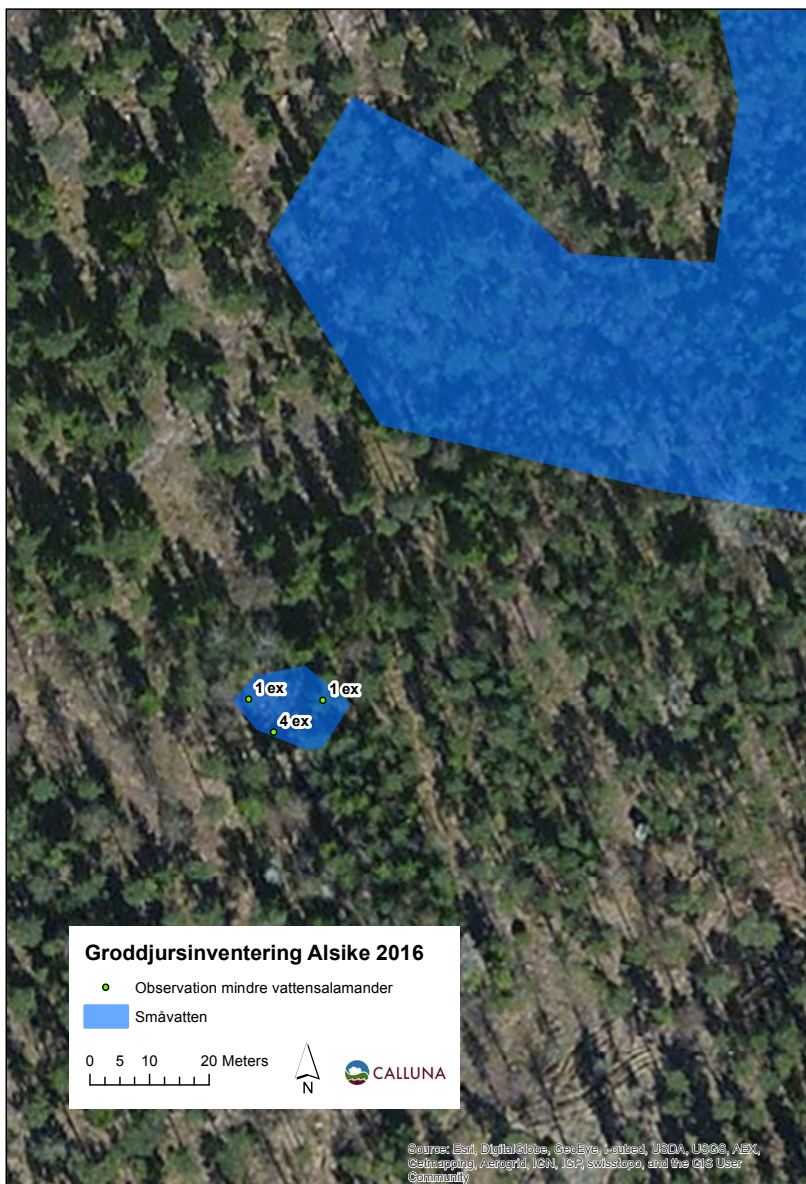 1 ex
1 ex
4 ex
Groddjursinventering Alsike 2016
Observation mindre vattensalamander
Småvatten
0 5 10 20 Meters
N
CALLUNA
Source: Esri, DigitalGlobe, GeoEye, i-cubed, USDA, USGS, AEX,
Getmapping, Aerogrid, IGN, IGP, swisstopo, and the GIS User
Community